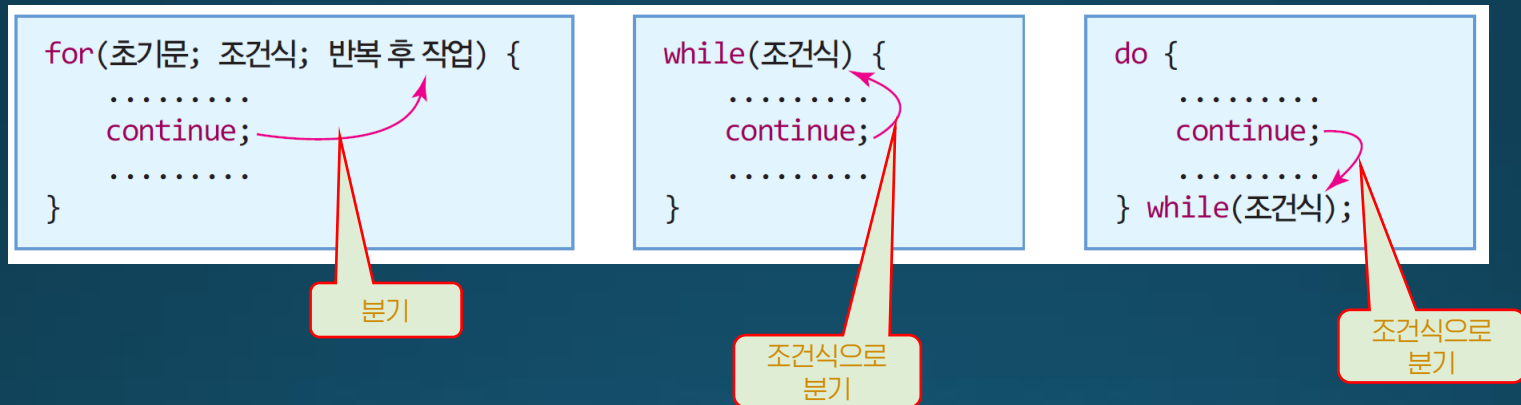 for(초기문; 조건식; 반복 후 작업) {
.........
continue;
.........
}
while(조건식) {
.........
continue;
.........
}
do {
.........
continue;
.........
} while(조건식);
분기
조건식으로
분기
조건식으로
분기